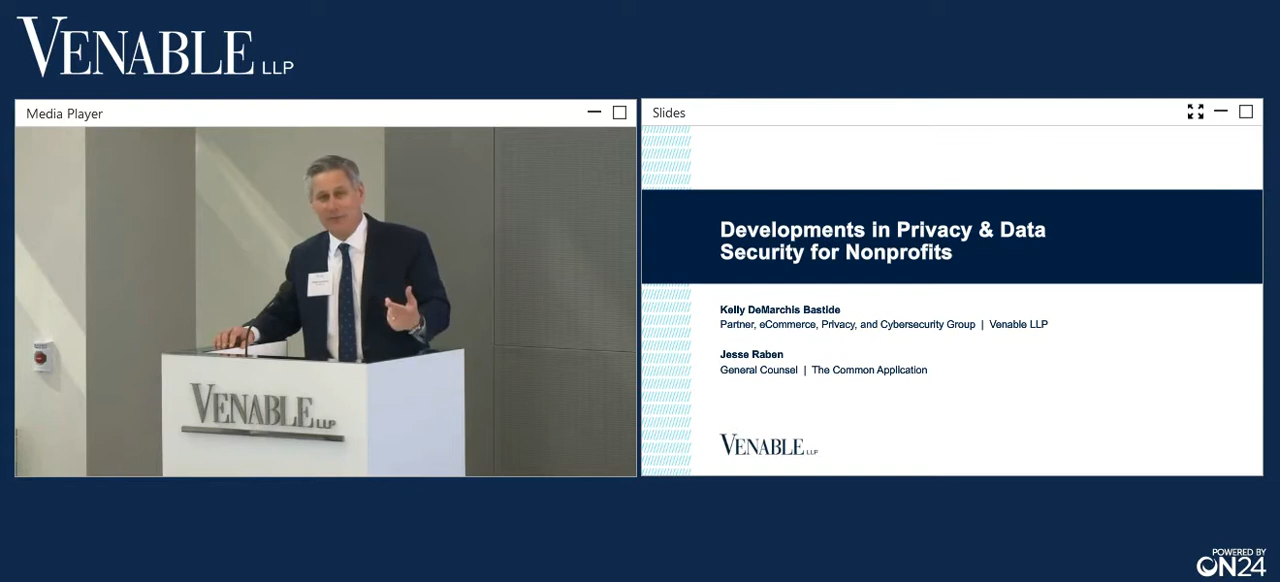 VENABLE LLP
Media Player
VENABLE LLP
Slides
Developments in Privacy & Data
Security for Nonprofits
Kelly DeMarchis Bastide
Partner, eCommerce, Privacy, and Cybersecurity Group | Venable LLP
Jesse Raben
General Counsel | The Common Application
VENABLE LLP
POWERED BY
ON24